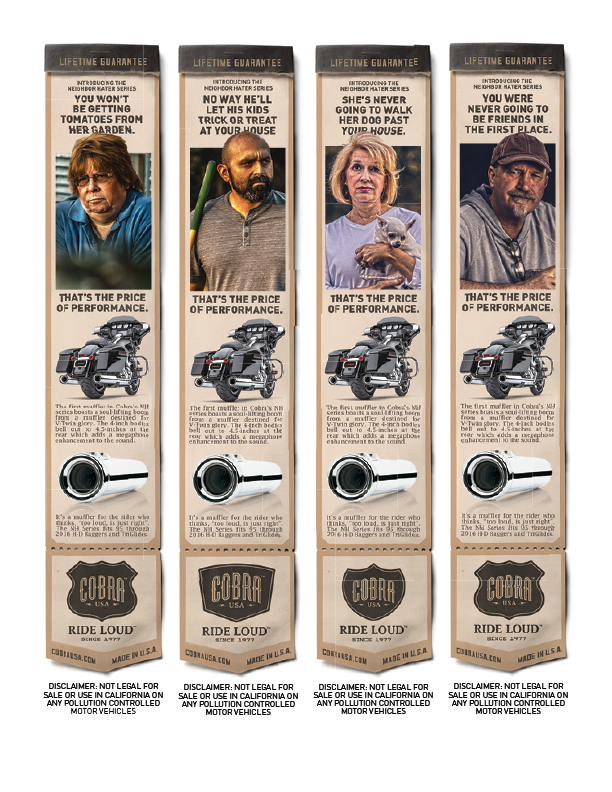 LIFETIME GUARANTEE
INTRODUCING THE
NEIGHBOR HATER SERIES
YOU WON'T
BE GETTING
TOMATOES FROM
HER GARDEN.
THAT'S THE PRICE
OF PERFORMANCE.
The first muffler in Cobra's NH
series boasts a soul-lifting boom
from a muffler destined for
V-Twin glory. The 4-inch bodies
bell out to 4.5-inches at the
rear which adds a megaphone
enhancement to the sound.
It's a muffler for the rider who
thinks, "too loud, is just right".
The NH Series fits 95 through
2016 H-D Baggers and TriGlides.
COBRA
USA
RIDE LOUD™
SINCE 1977
COBRAUSA.COM MADE IN U.S.A.
DISCLAIMER: NOT LEGAL FOR
SALE OR USE IN CALIFORNIA ON
ANY POLLUTION CONTROLLED
MOTOR VEHICLES
LIFETIME GUARANTEE
INTRODUCING THE
NEIGHBOR HATER SERIES
NO WAY HE'LL
LET HIS KIDS
TRICK OR TREAT
AT YOUR HOUSE
THAT'S THE PRICE
OF PERFORMANCE.
The first muffler in Cobra's NH
series boasts a soul-lifting boom
from a muffler destined for
V-Twin glory. The 4-inch bodies
bell out to 4.5-inches at the
rear which adds a megaphone
enhancement to the sound.
It's a muffler for the rider who
thinks, "too loud, is just right".
The NH Series fits 95 through
2016 H-D Baggers and TriGlides.
COBRA
USA
RIDE LOUD™
SINCE 1977
COBRAUSA.COM MADE IN U.S.A.
DISCLAIMER: NOT LEGAL FOR
SALE OR USE IN CALIFORNIA ON
ANY POLLUTION CONTROLLED
MOTOR VEHICLES
LIFETIME GUARANTEE
INTRODUCING THE
NEIGHBOR HATER SERIES
SHE'S NEVER
GOING TO WALK
HER DOG PAST
YOUR HOUSE.
THAT'S THE PRICE
OF PERFORMANCE.
The first muffler in Cobra's NH
series boasts a soul-lifting boom
from a muffler destined for
V-Twin glory. The 4-inch bodies
bell out to 4.5-inches at the
rear which adds a megaphone
enhancement to the sound.
It's a muffler for the rider who
thinks, "too loud, is just right".
The NH Series fits 95 through
2016 H-D Baggers and TriGlides.
COBRA
USA
RIDE LOUD™
SINCE 1977
COBRAUSA.COM MADE IN U.S.A.
DISCLAIMER: NOT LEGAL FOR
SALE OR USE IN CALIFORNIA ON
ANY POLLUTION CONTROLLED
MOTOR VEHICLES
LIFETIME GUARANTEE
INTRODUCING THE
NEIGHBOR HATER SERIES
YOU WERE
NEVER GOING TO
BE FRIENDS IN
THE FIRST PLACE.
THAT'S THE PRICE
OF PERFORMANCE.
The first muffler in Cobra's NH
series boasts a soul-lifting boom
from a muffler destined for
V-Twin glory. The 4-inch bodies
bell out to 4.5-inches at the
rear which adds a megaphone
enhancement to the sound.
It's a muffler for the rider who
thinks, "too loud, is just right".
The NH Series fits 95 through
2016 H-D Baggers and TriGlides.
COBRA
USA
RIDE LOUD™
SINCE 1977
COBRAUSA.COM MADE IN U.S.A.
DISCLAIMER: NOT LEGAL FOR
SALE OR USE IN CALIFORNIA ON
ANY POLLUTION CONTROLLED
MOTOR VEHICLES